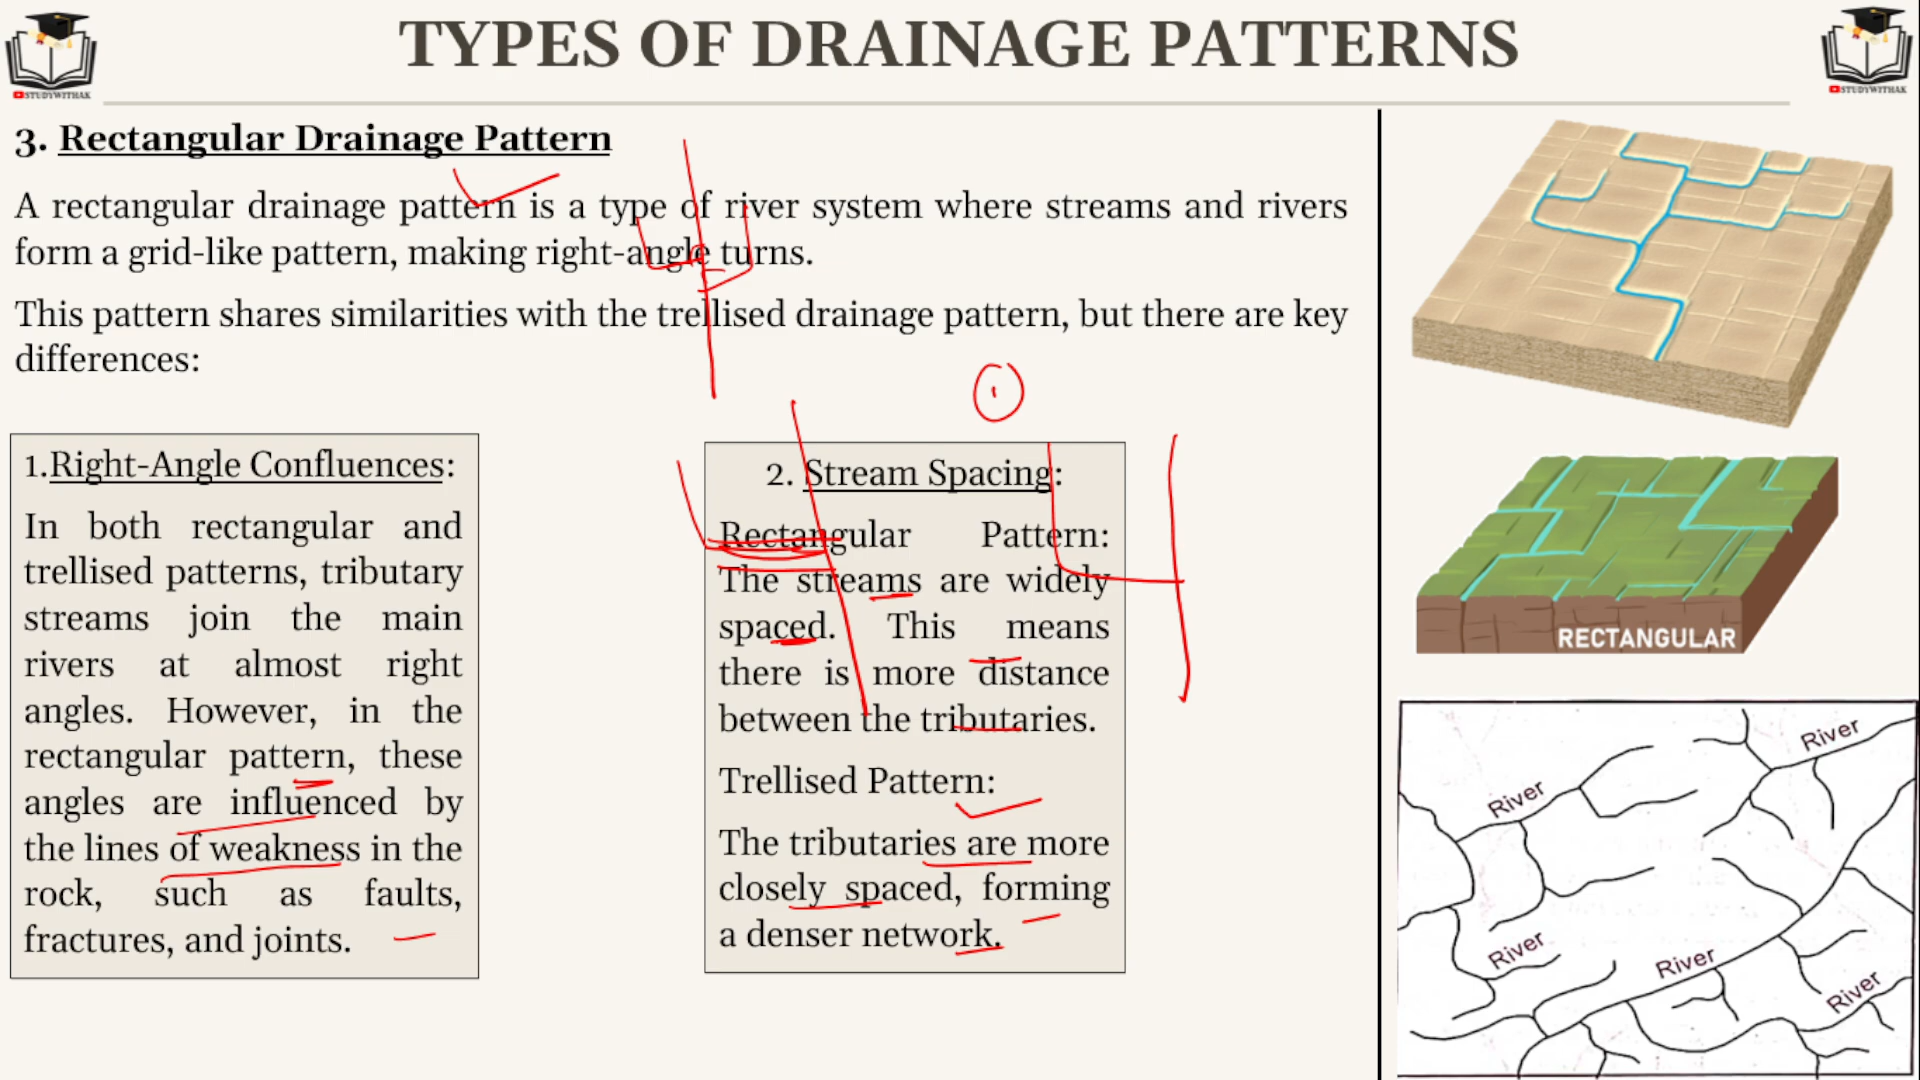 TYPES OF DRAINAGE PATTERNS
STUDYWITHAK
STUDYWITHAK
3. Rectangular Drainage Pattern
A rectangular drainage pattern is a type of river system where streams and rivers
form a grid-like pattern, making right-angle turns.
This pattern shares similarities with the trellised drainage pattern, but there are key
differences:
1.Right-Angle Confluences:
In both rectangular and
trellised patterns, tributary
streams join the main
rivers at almost right
angles. However, in the
rectangular pattern, these
angles are influenced by
the lines of weakness in the
rock, such as faults,
fractures, and joints.
2. Stream Spacing:
Rectangular Pattern:
The streams are widely
spaced. This means
there is more distance
between the tributaries.
Trellised Pattern:
The tributaries are more
closely spaced, forming
a denser network.
RECTANGULAR
River
River
River
River
River